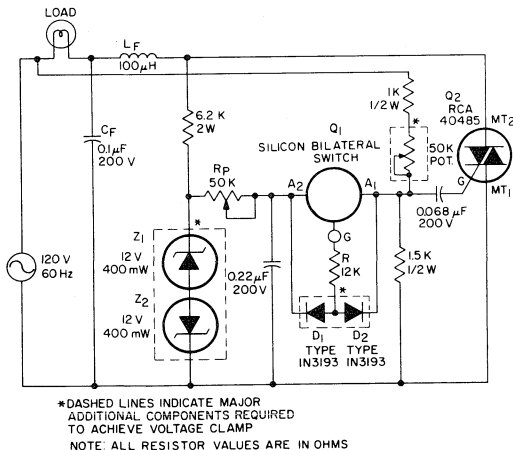 LOAD
LF
100μH
CF
0.1μF
200 V
120 V
60 Hz
6.2 K
2W
RP
50 K
*
Z1
12 V
400 mW
Z2
12 V
400 mW
0.22μF
200V
Q1
SILICON BILATERAL
SWITCH
A2
A1
G
R
12K
*
D1
TYPE
IN3193
D2
TYPE
IN3193
1K
1/2 W
*
50K
POT.
Q2
RCA
40485
MT2
G
MT1
0.068 μF
200 V
1.5K
1/2 W
*DASHED LINES INDICATE MAJOR
ADDITIONAL COMPONENTS REQUIRED
TO ACHIEVE VOLTAGE CLAMP
NOTE: ALL RESISTOR VALUES ARE IN OHMS